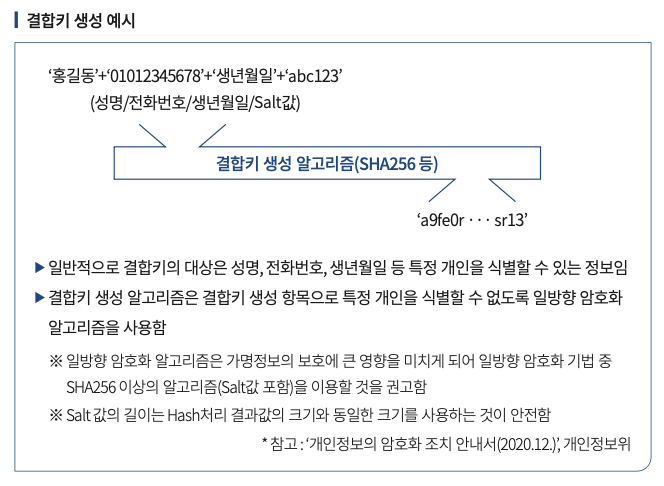 결합키 생성 예시
‘홍길동’+‘01012345678’+‘생년월일’+‘abc123’
(성명/전화번호/생년월일/Salt값)
결합키 생성 알고리즘(SHA256 등)
‘a9fe0r · · · sr13’
▶ 일반적으로 결합키의 대상은 성명, 전화번호, 생년월일 등 특정 개인을 식별할 수 있는 정보임
▶ 결합키 생성 알고리즘은 결합키 생성 항목으로 특정 개인을 식별할 수 없도록 일방향 암호화
알고리즘을 사용함
※ 일방향 암호화 알고리즘은 가명정보의 보호에 큰 영향을 미치게 되어 일방향 암호화 기법 중
SHA256 이상의 알고리즘(Salt값 포함)을 이용할 것을 권고함
※ Salt 값의 길이는 Hash처리 결과값의 크기와 동일한 크기를 사용하는 것이 안전함
* 참고 : ‘개인정보의 암호화 조치 안내서(2020.12.)’, 개인정보위